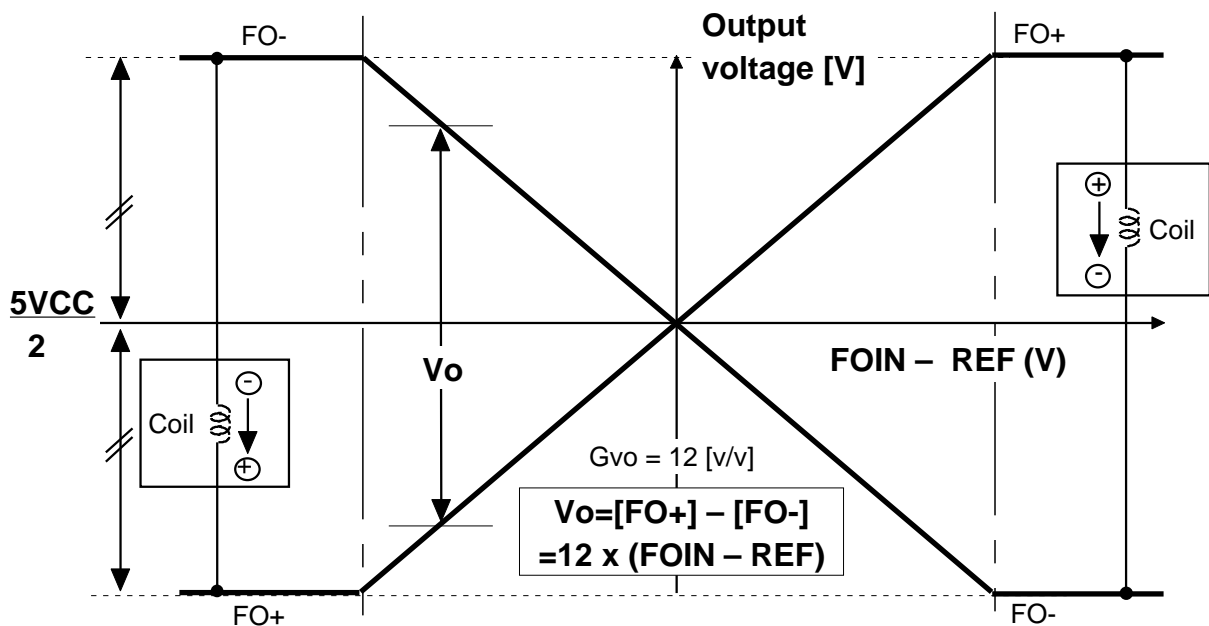 FO-
Output
voltage [V]
FO+
+
-
Coil
5VCC
2
FOIN – REF (V)
Vo
-
Coil
+
Gvo = 12 [v/v]
Vo=[FO+] – [FO-]
=12 x (FOIN – REF)
FO+
FO-